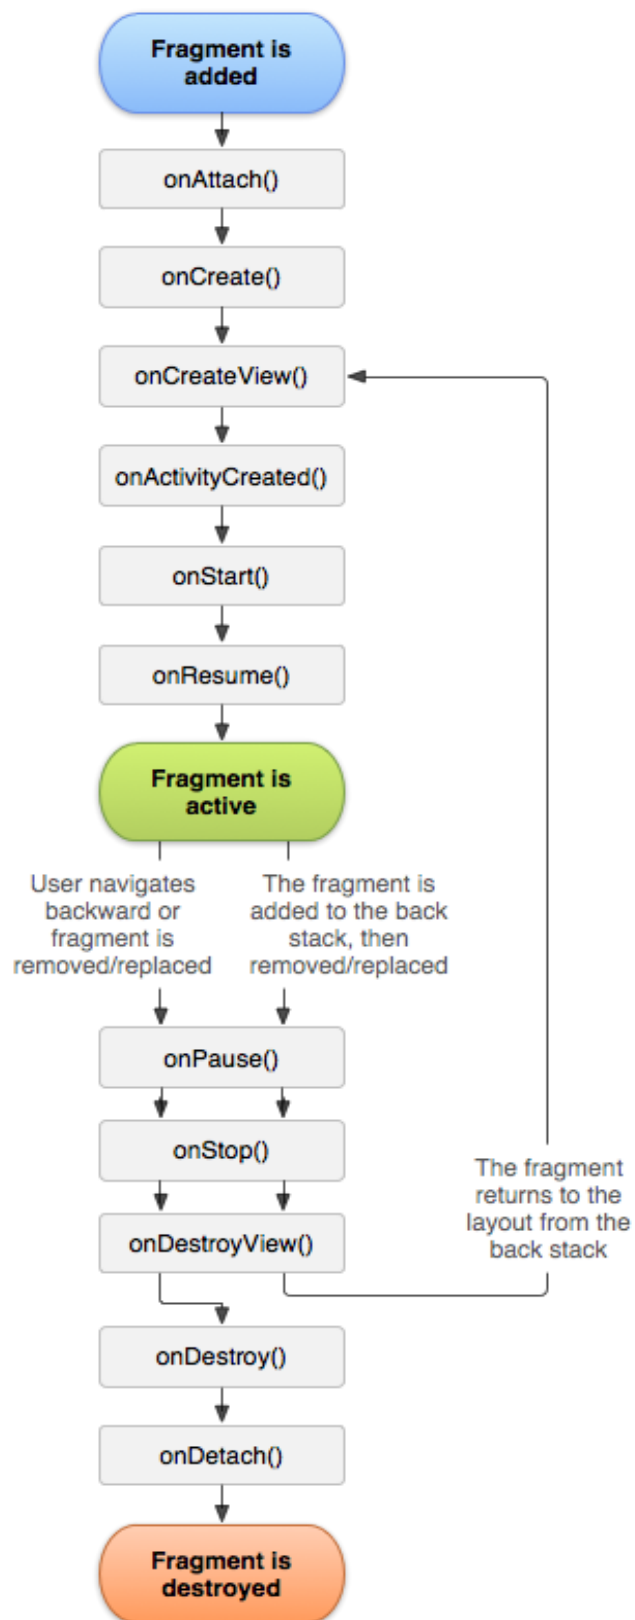 Fragment is
added
onAttach()
onCreate()
onCreateView()
onActivityCreated()
onStart()
onResume()
Fragment is
active
User navigates
backward or
fragment is
removed/replaced
The fragment is
added to the back
stack, then
removed/replaced
onPause()
onStop()
onDestroyView()
The fragment
returns to the
layout from the
back stack
onDestroy()
onDetach()
Fragment is
destroyed